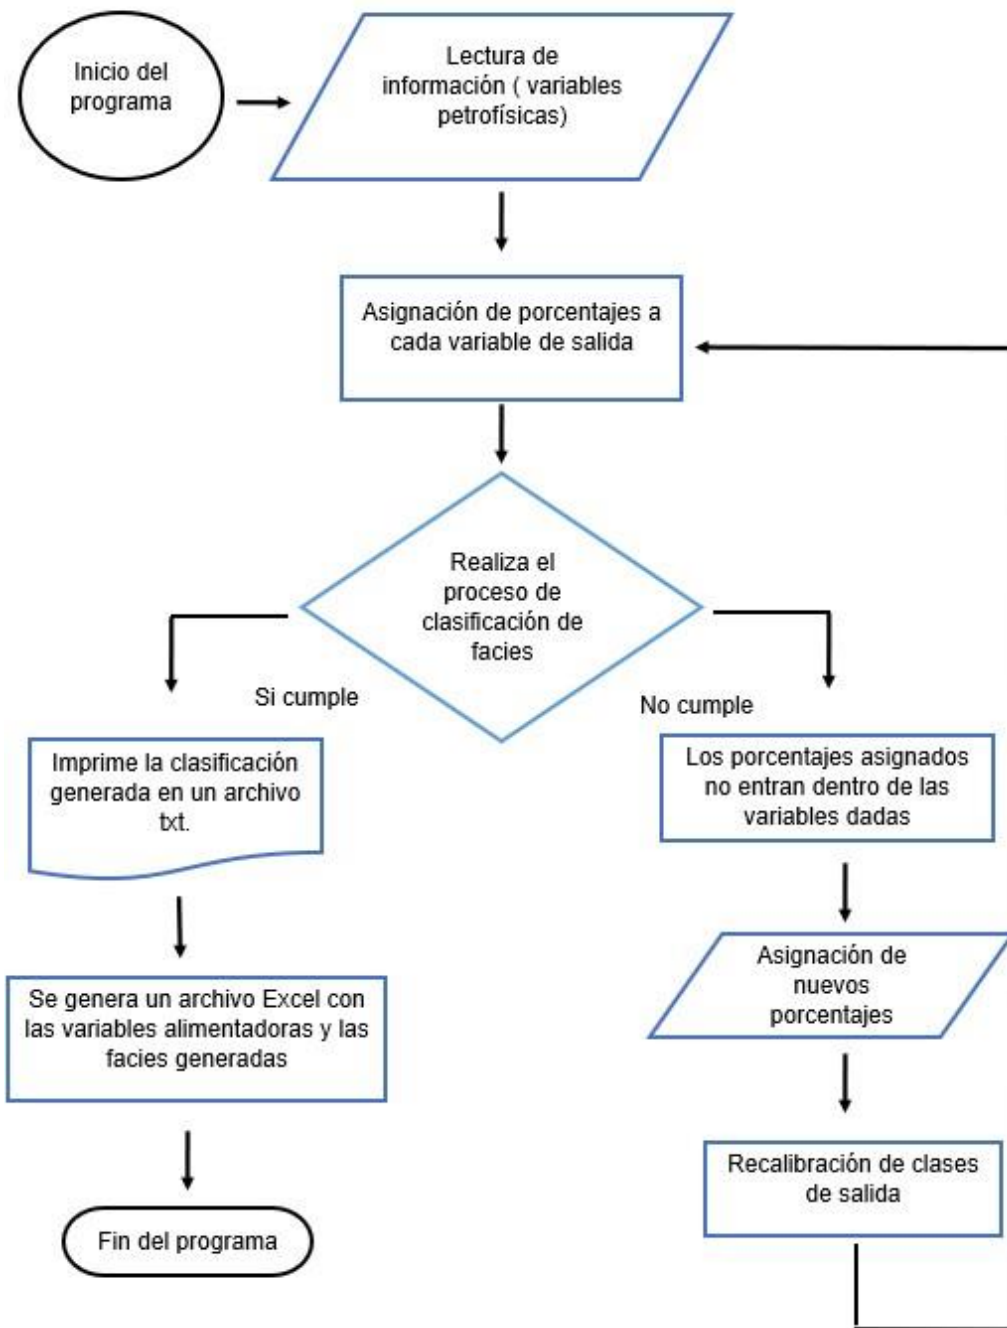 Inicio del
programa
Lectura de
información ( variables
petrofísicas)
Asignación de porcentajes a
cada variable de salida
Realiza el
proceso de
clasificación de
facies
Si cumple
No cumple
Imprime la clasificación
generada en un archivo
txt.
Los porcentajes asignados
no entran dentro de las
variables dadas
Se genera un archivo Excel con
las variables alimentadoras y las
facies generadas
Asignación de
nuevos
porcentajes
Recalibración de clases
de salida
Fin del programa